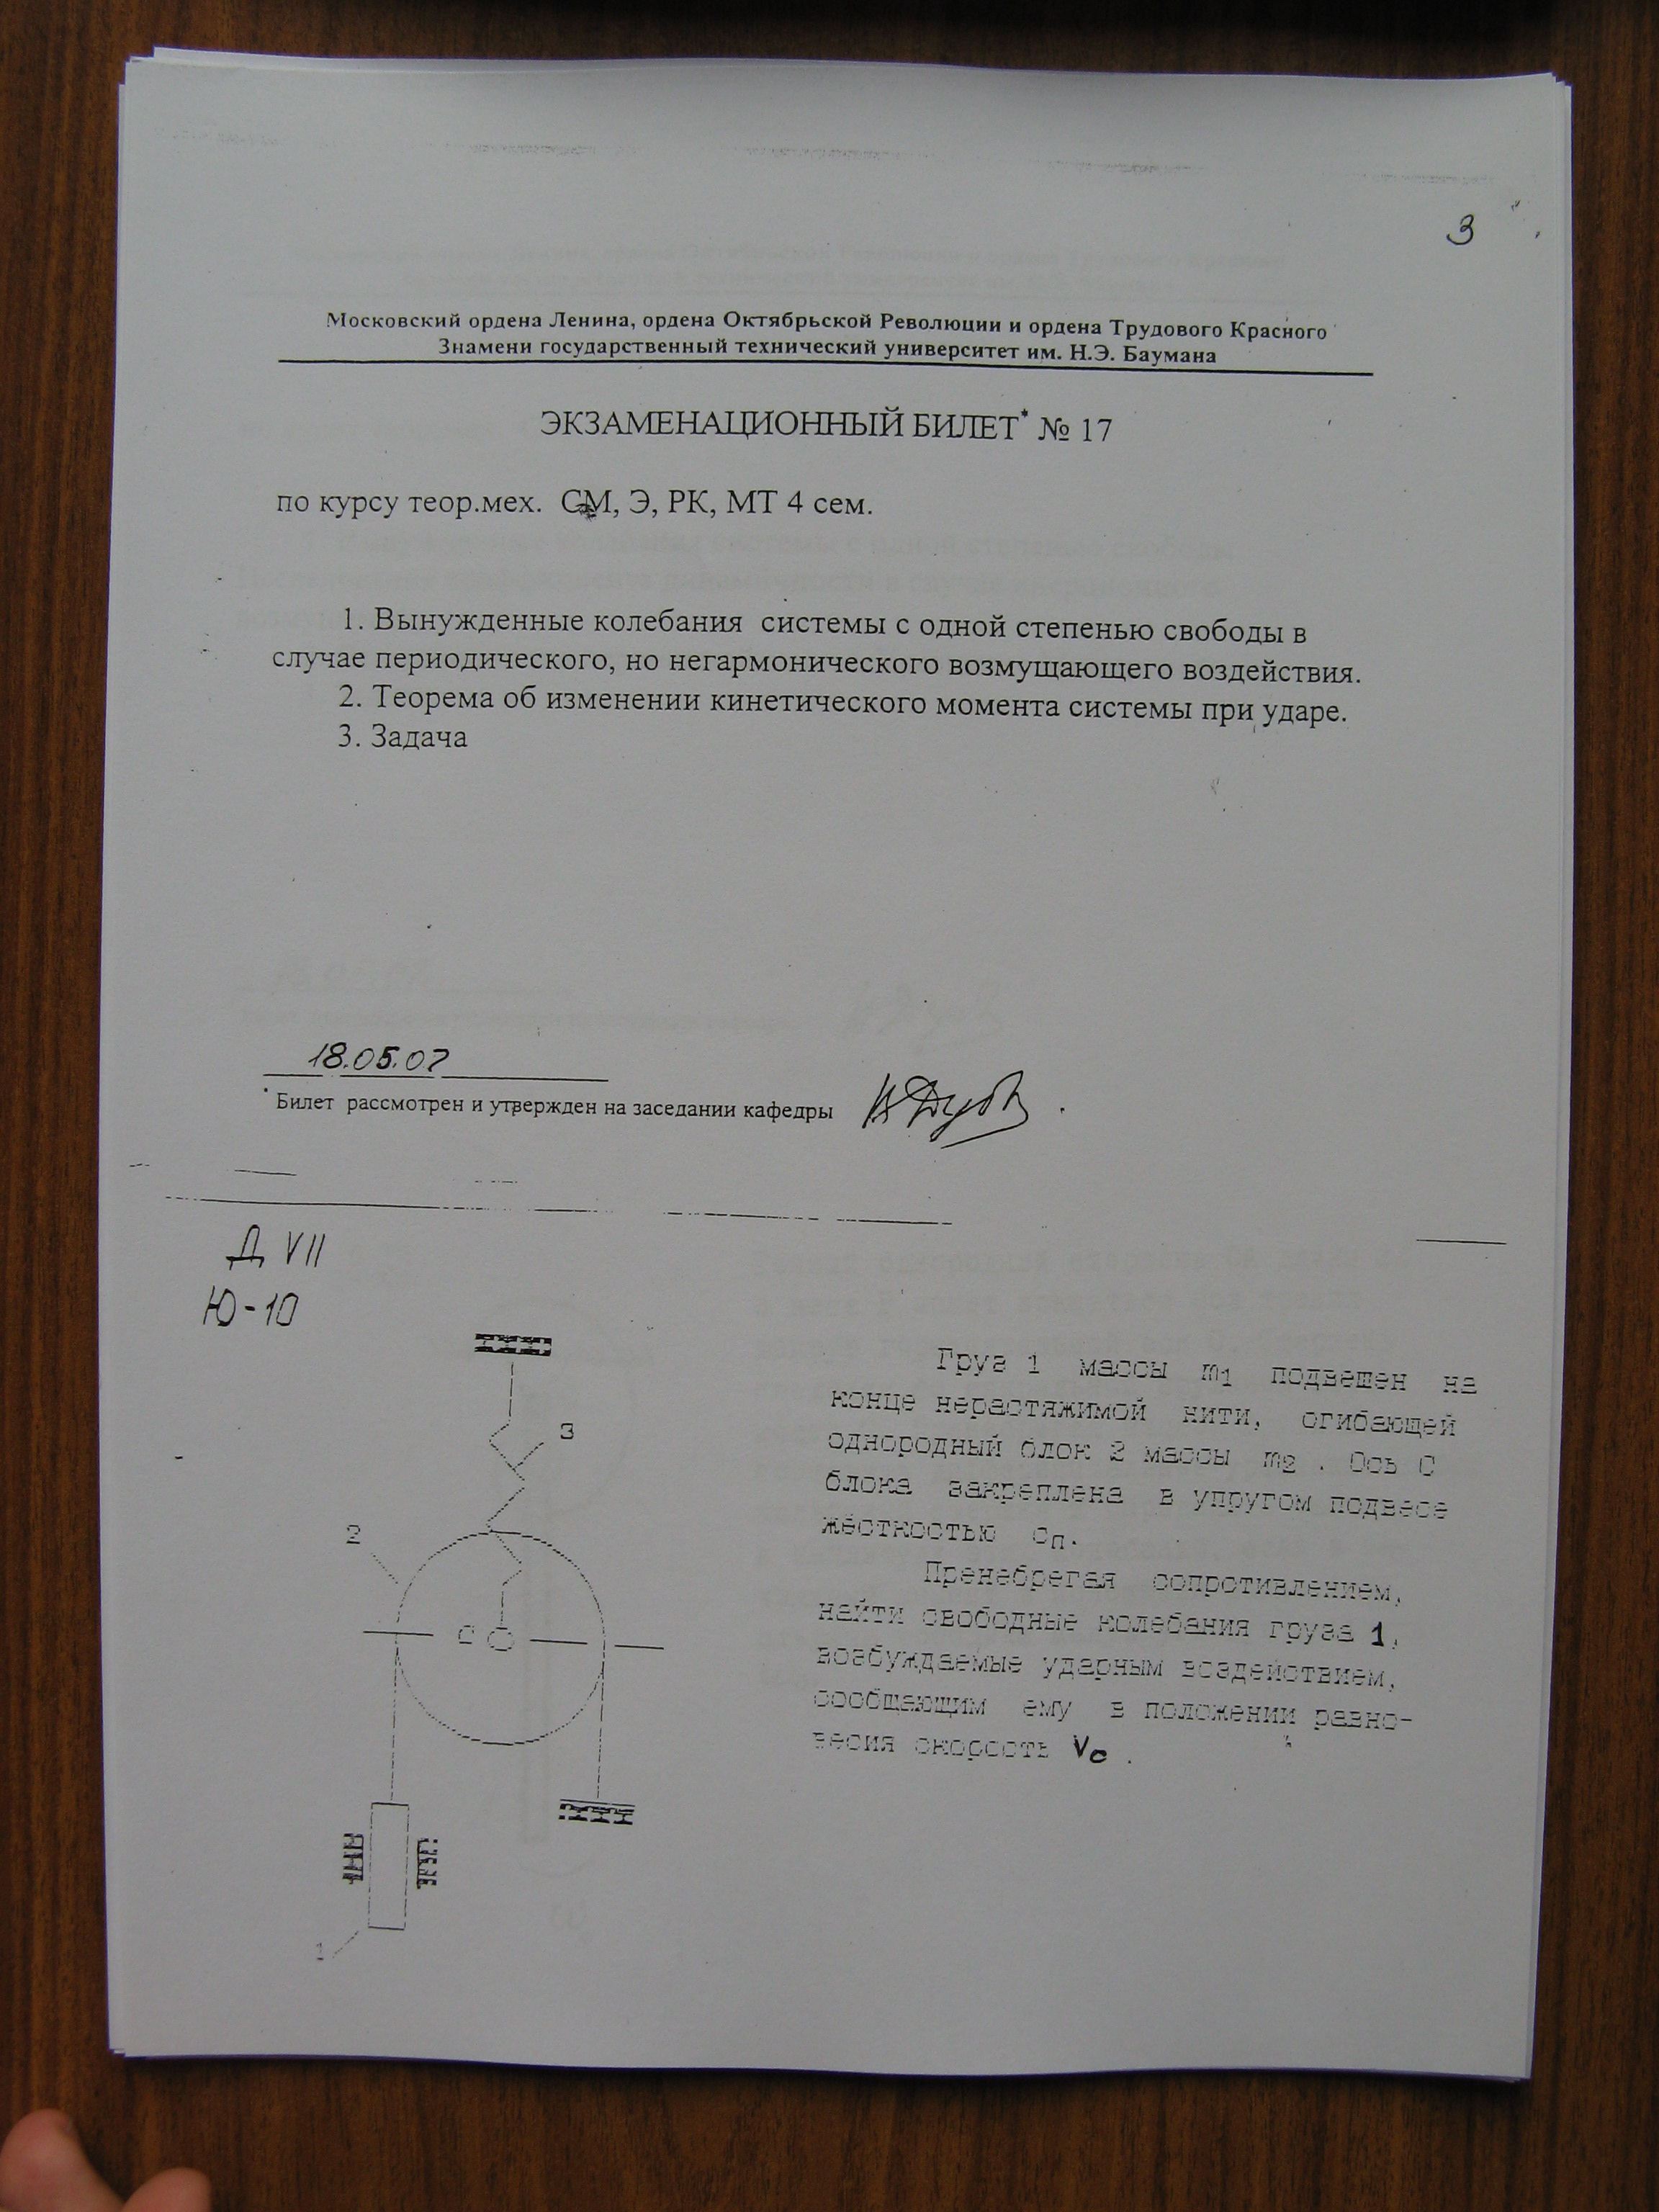 3
Московский ордена Ленина, ордена Октябрьской Революции и ордена Трудового Красного
Знамени государственный технический университет им. Н.Э. Баумана
ЭКЗАМЕНАЦИОННЫЙ БИЛЕТ* № 17
по курсу теор.мех. СМ, Э, РК, МТ 4 сем.
1. Вынужденные колебания системы с одной степенью свободы в
случае периодического, но негармонического возмущающего воздействия.
2. Теорема об изменении кинетического момента системы при ударе.
3. Задача
18.05.07
* Билет рассмотрен и утвержден на заседании кафедры
Д VII
Ю-10
3
2
C
1
Груз 1 массы m1 подвешен на
конце нерастяжимой нити, огибающей
однородный блок 2 массы m2 . Ось C
блока закреплена в упругом подвесе
жёсткостью cп.
Пренебрегая сопротивлением,
найти свободные колебания груза 1,
возбуждаемые ударным воздействием,
сообщающим ему в положении равно-
весия скорость Vо .